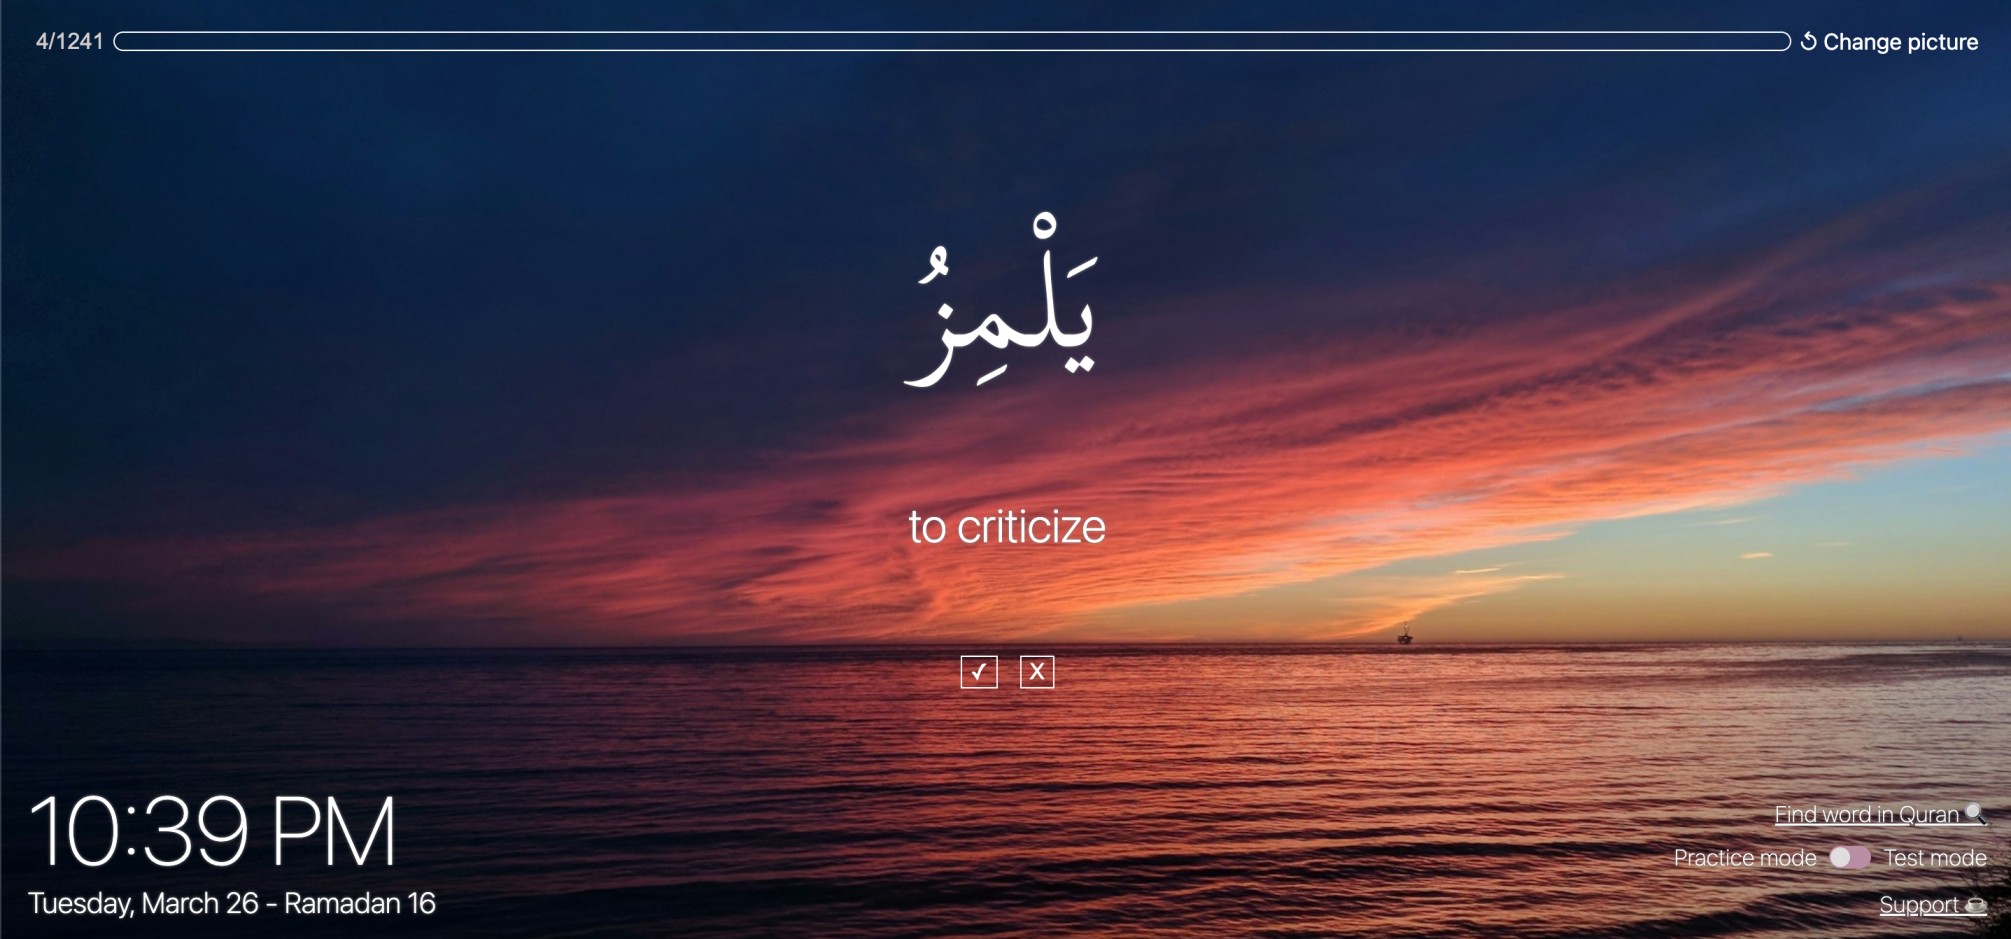 4/1241
↺ Change picture
يَلْمِزُ
to criticize
✓ X
10:39 PM
Tuesday, March 26 - Ramadan 16
Find word in Quran 🔍
Practice mode Test mode
Support ☕